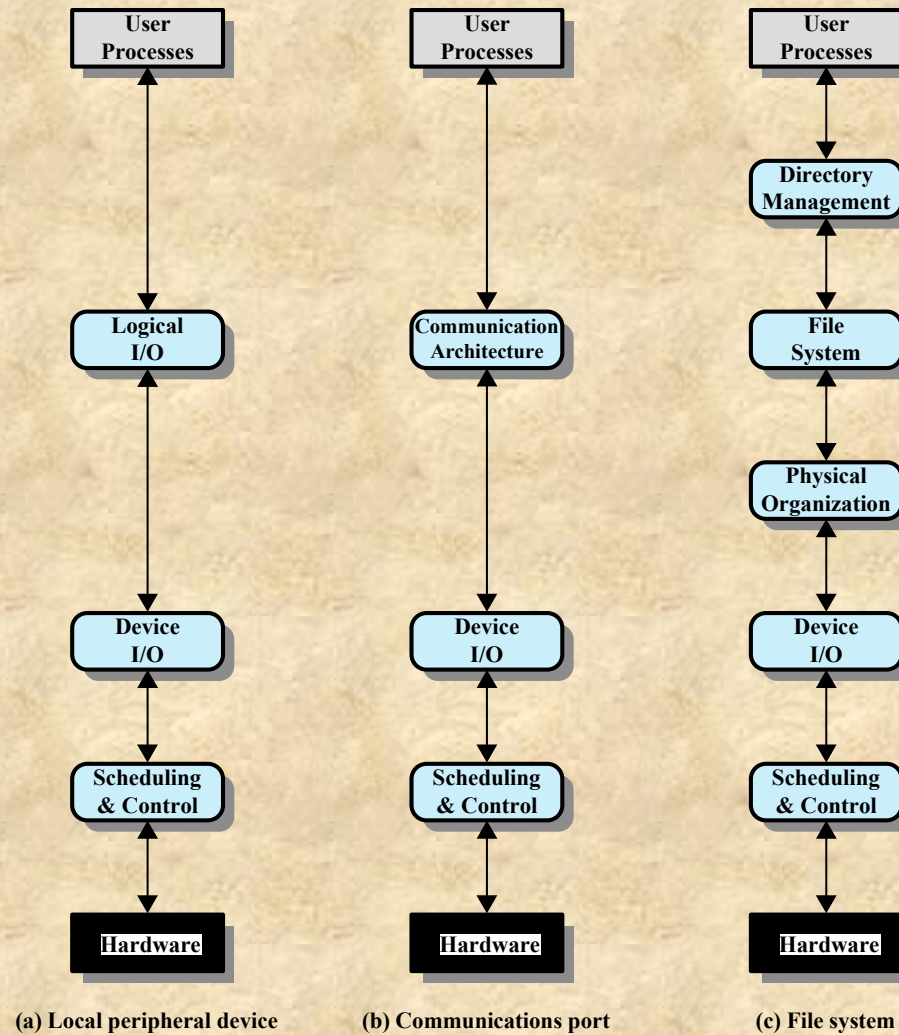 User
Processes
Logical
I/O
Device
I/O
Scheduling
& Control
Hardware
(a) Local peripheral device
User
Processes
Communication
Architecture
Device
I/O
Scheduling
& Control
Hardware
(b) Communications port
User
Processes
Directory
Management
File
System
Physical
Organization
Device
I/O
Scheduling
& Control
Hardware
(c) File system